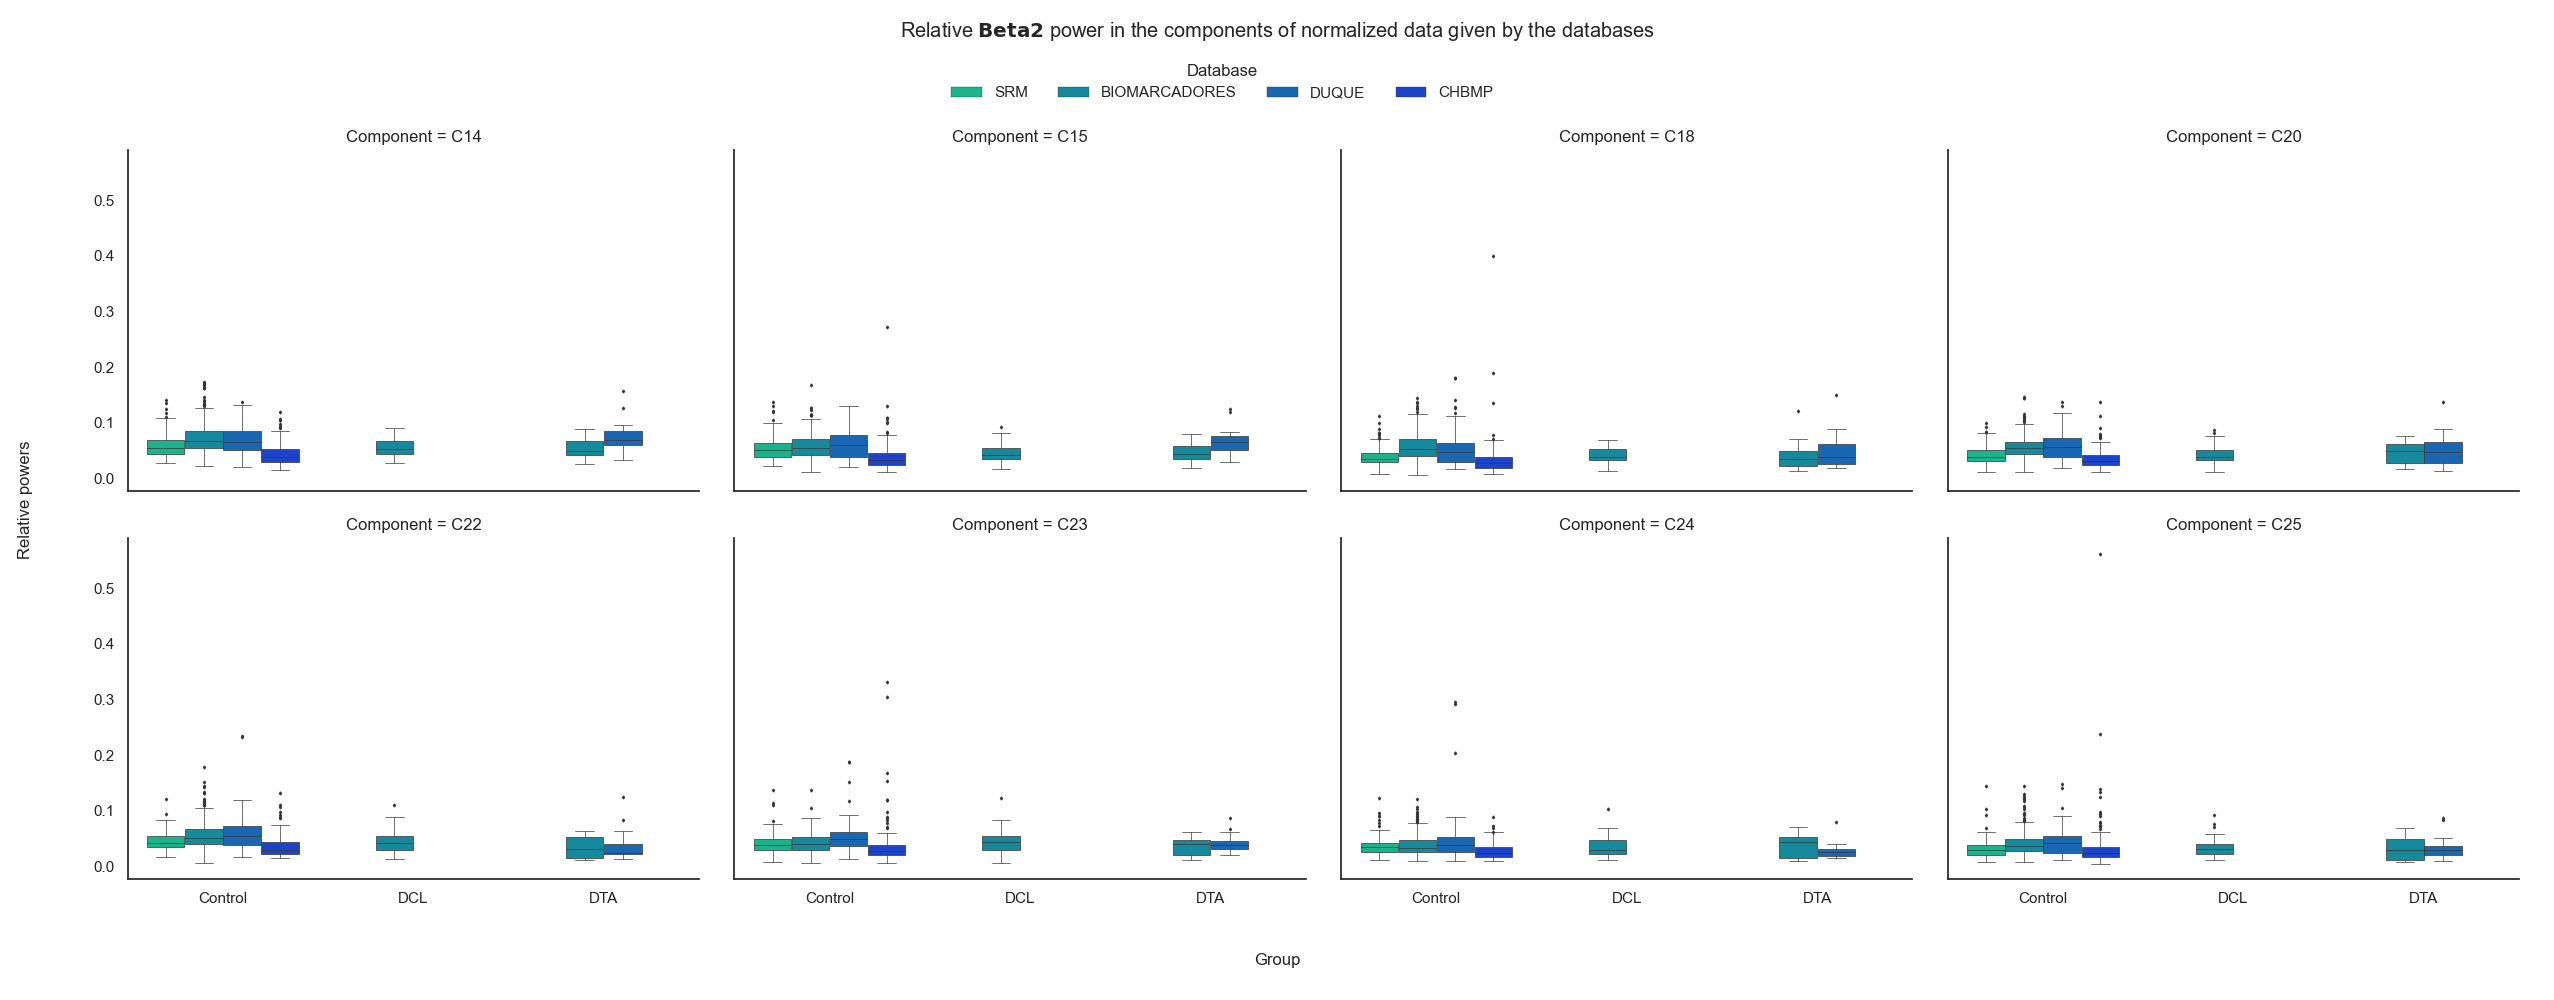 Relative Beta2 power in the components of normalized data given by the databases
Database
SRM BIOMARCADORES DUQUE CHBMP
Component = C14 Component = C15 Component = C18 Component = C20
0.5
0.4
0.3
0.2
0.1
0.0
Relative powers
Component = C22 Component = C23 Component = C24 Component = C25
0.5
0.4
0.3
0.2
0.1
0.0
Control DCL DTA Control DCL DTA Control DCL DTA Control DCL DTA
Group